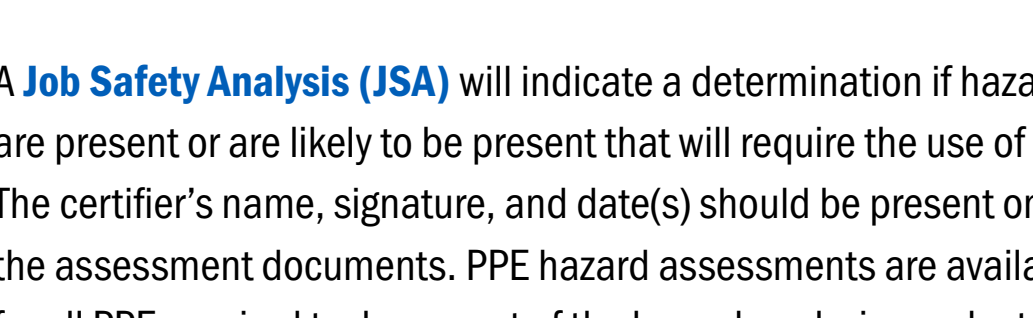 A Job Safety Analysis (JSA) will indicate a determination if haza
are present or are likely to be present that will require the use of
The certifier's name, signature, and date(s) should be present on
the assessment documents. PPE hazard assessments are availa